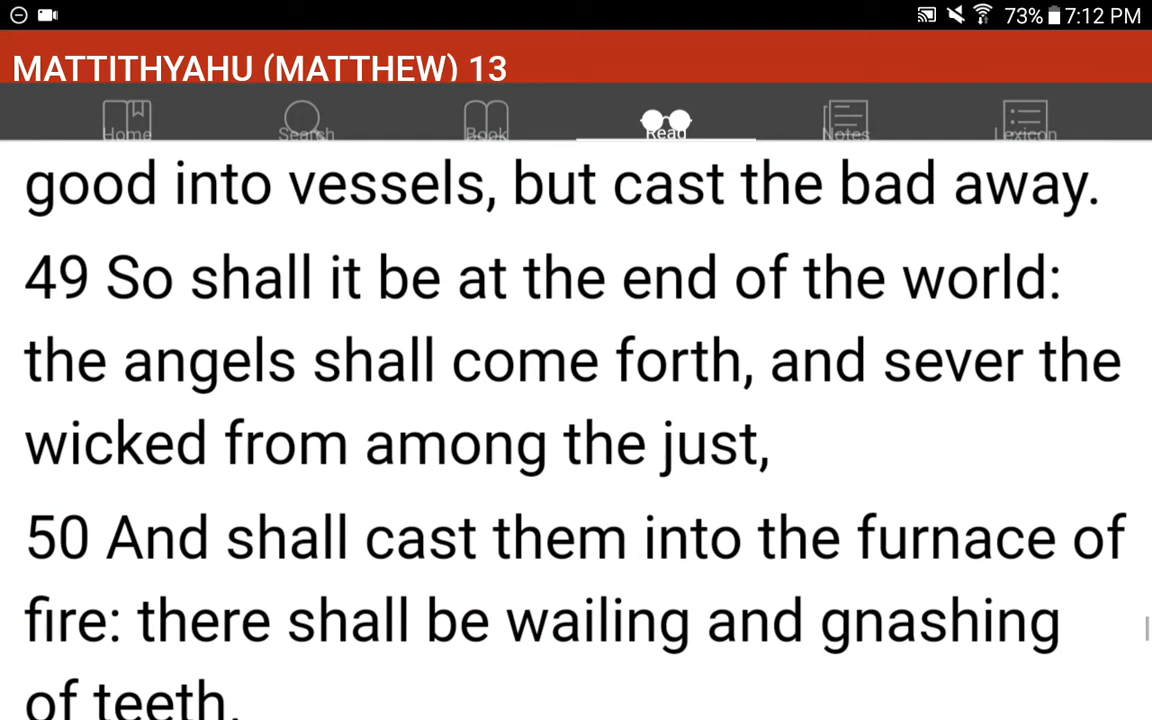 73% 7:12 PM
MATTITHYAHU (MATTHEW) 13
Home Search Book Read Notes Lexicon
good into vessels, but cast the bad away.
49 So shall it be at the end of the world:
the angels shall come forth, and sever the
wicked from among the just,
50 And shall cast them into the furnace of
fire: there shall be wailing and gnashing
of teeth.